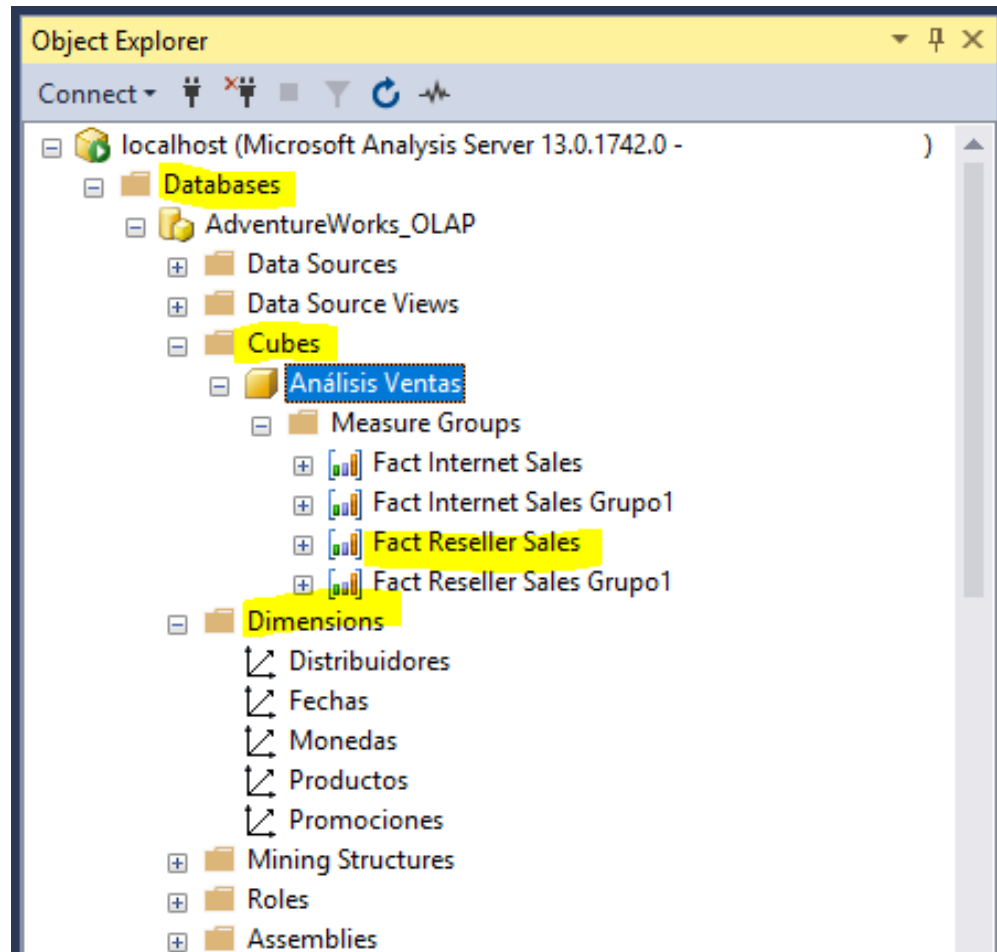 Object Explorer
Connect
localhost (Microsoft Analysis Server 13.0.1742.0 - )
Databases
AdventureWorks_OLAP
Data Sources
Data Source Views
Cubes
Análisis Ventas
Measure Groups
Fact Internet Sales
Fact Internet Sales Grupo1
Fact Reseller Sales
Fact Reseller Sales Grupo1
Dimensions
Distribuidores
Fechas
Monedas
Productos
Promociones
Mining Structures
Roles
Assemblies